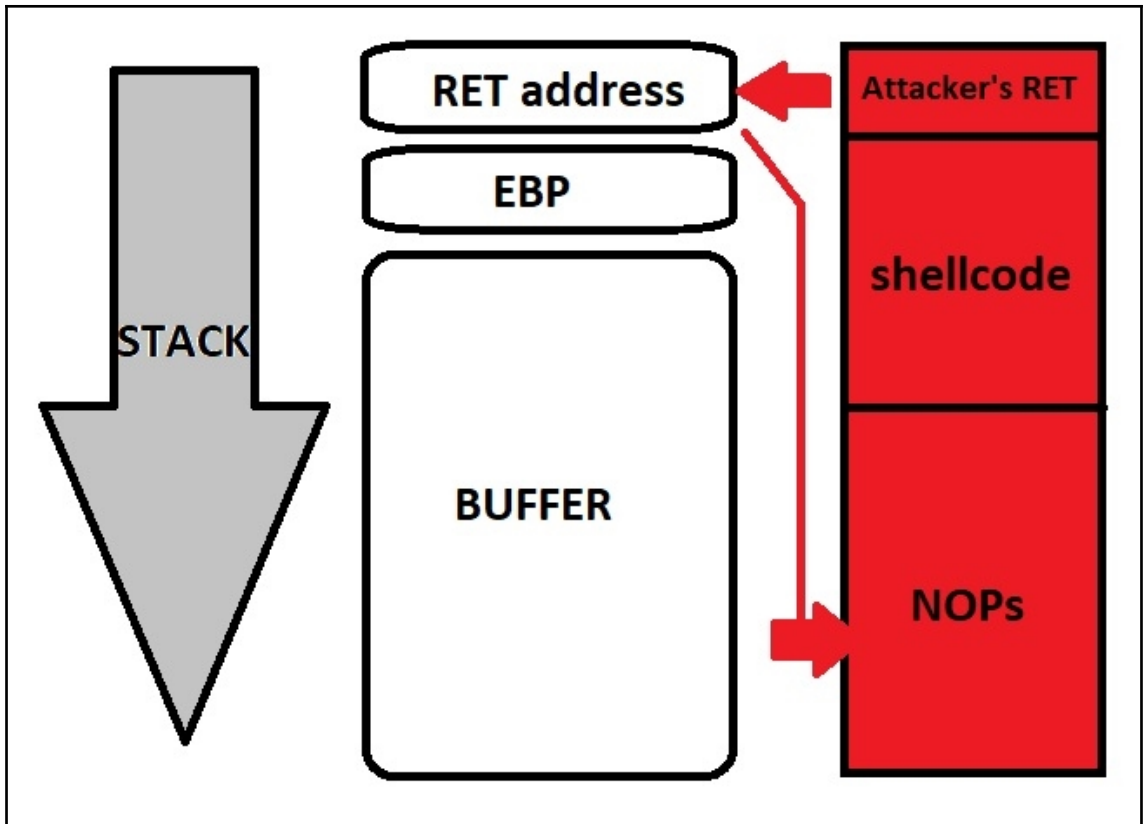 STACK
RET address
EBP
BUFFER
Attacker's RET
shellcode
NOPs